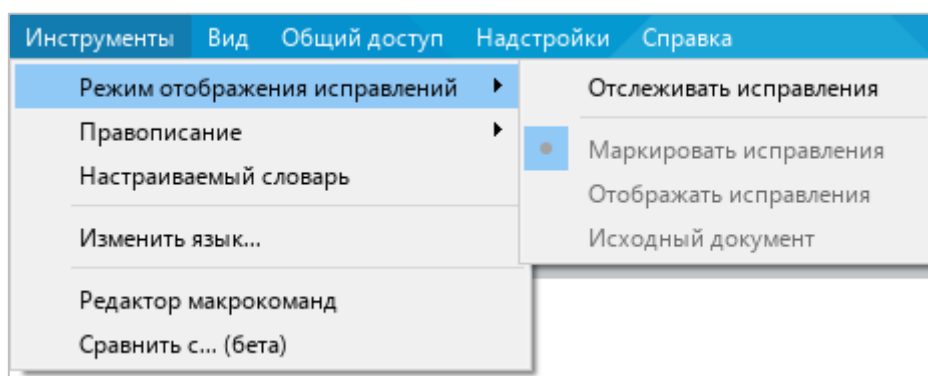 Инструменты Вид Общий доступ Надстройки Справка
Режим отображения исправлений
Правописание
Настраиваемый словарь
Изменить язык...
Редактор макрокоманд
Сравнить с... (бета)
Отслеживать исправления
Маркировать исправления
Отображать исправления
Исходный документ